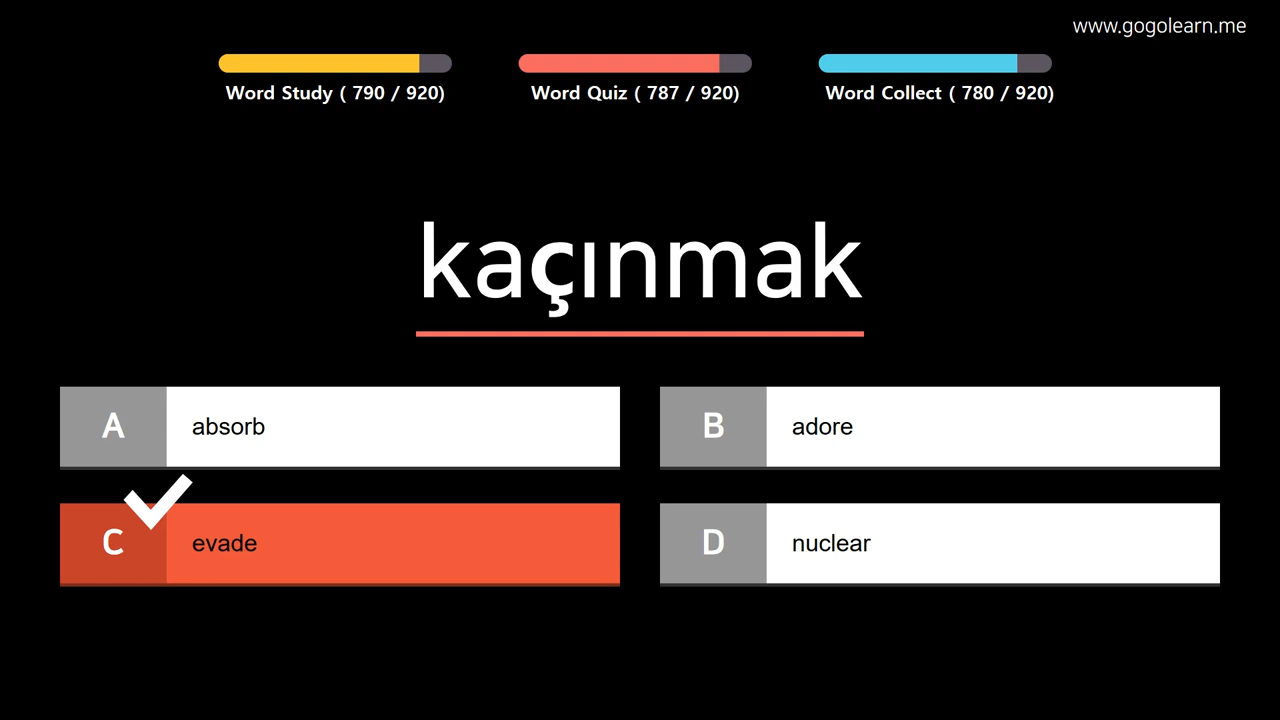 www.gogolearn.me
Word Study ( 790 / 920)
Word Quiz ( 787 / 920)
Word Collect ( 780 / 920)
kaçınmak
A absorb
B adore
C evade
D nuclear